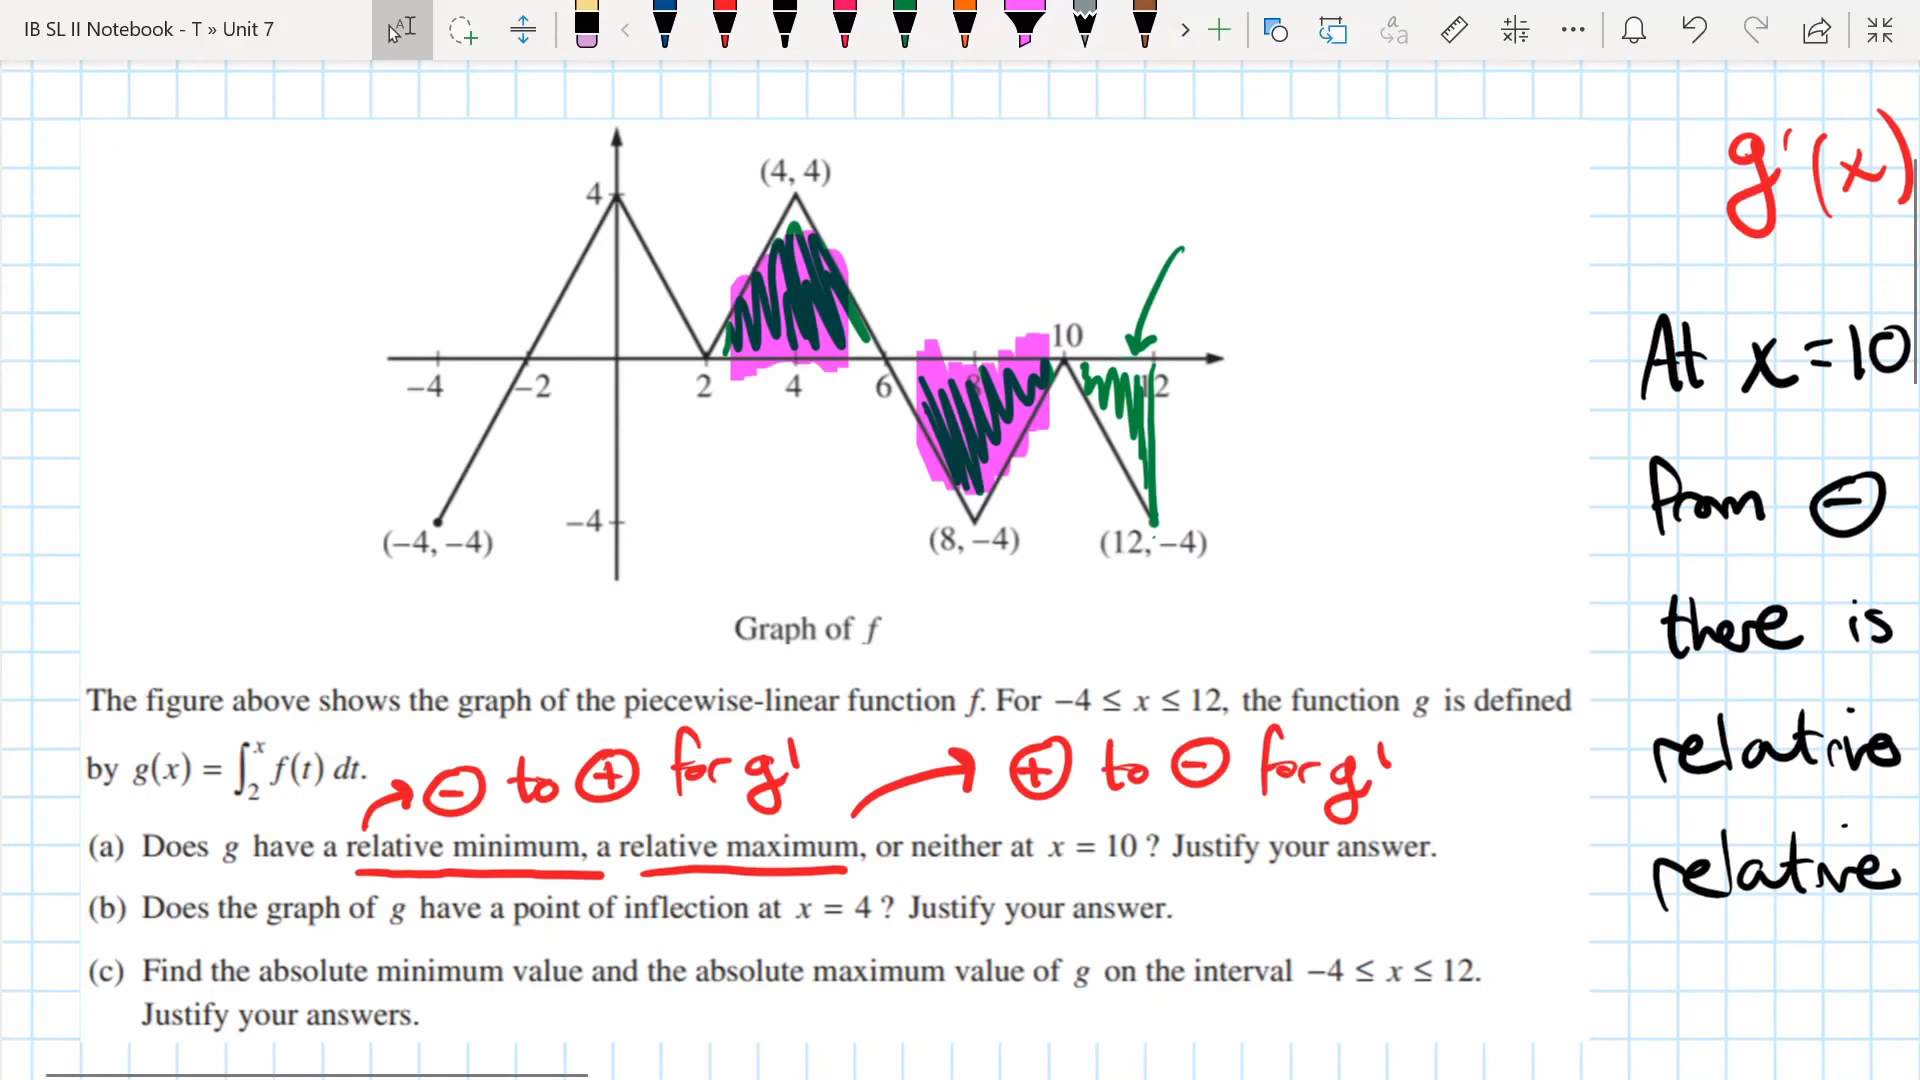 IB SL II Notebook - T » Unit 7
(4, 4)
4
10
−4 −2 2 4 6 8 12
−4
(−4, −4) (8, −4) (12, −4)
Graph of f
The figure above shows the graph of the piecewise-linear function f. For −4 ≤ x ≤ 12, the function g is defined
by g(x) = ∫₂ˣ f(t) dt.
⊖ to ⊕ for g' ⊕ to ⊖ for g'
(a) Does g have a relative minimum, a relative maximum, or neither at x = 10 ? Justify your answer.
(b) Does the graph of g have a point of inflection at x = 4 ? Justify your answer.
(c) Find the absolute minimum value and the absolute maximum value of g on the interval −4 ≤ x ≤ 12.
Justify your answers.
g'(x)
At x=10
from ⊖
there is
relative
relative